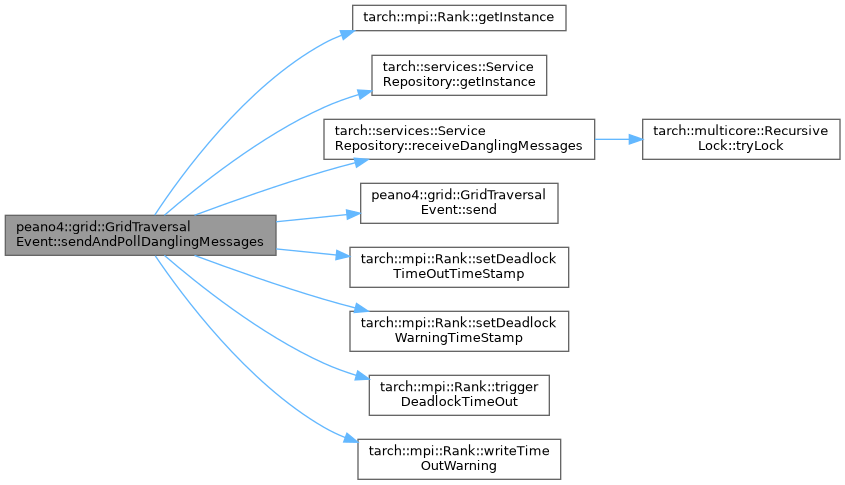 peano4::grid::GridTraversal
Event::sendAndPollDanglingMessages
tarch::mpi::Rank::getInstance
tarch::services::Service
Repository::getInstance
tarch::services::Service
Repository::receiveDanglingMessages
tarch::multicore::Recursive
Lock::tryLock
peano4::grid::GridTraversal
Event::send
tarch::mpi::Rank::setDeadlock
TimeOutTimeStamp
tarch::mpi::Rank::setDeadlock
WarningTimeStamp
tarch::mpi::Rank::trigger
DeadlockTimeOut
tarch::mpi::Rank::writeTime
OutWarning